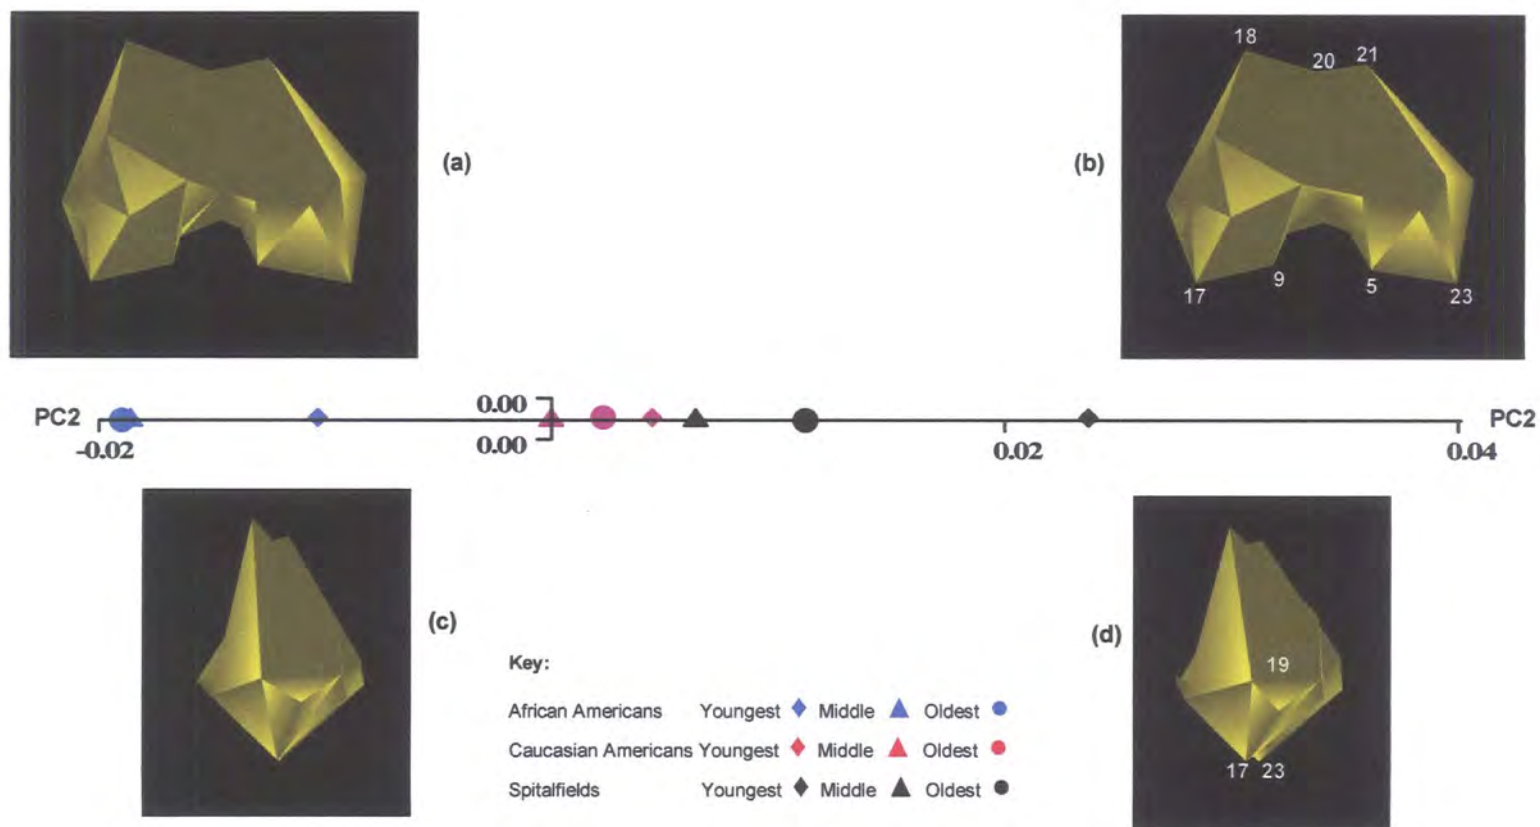 18
20
21
(a)
(b)
17
9
5
23
PC2
0.00
PC2
-0.02
0.00
0.02
0.04
(c)
(d)
19
17 23
Key:
African Americans Youngest Middle Oldest
Caucasian Americans Youngest Middle Oldest
Spitalfields Youngest Middle Oldest